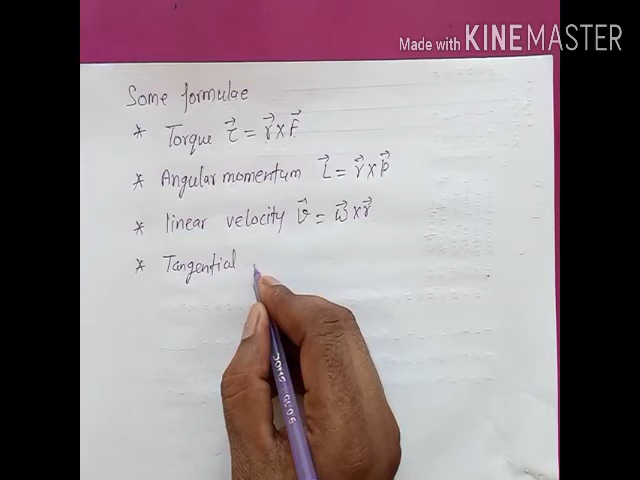 Made with KINEMASTER
Some formulae
* Torque τ⃗ = r⃗ × F⃗
* Angular momentum L⃗ = r⃗ × P⃗
* linear velocity v⃗ = ω⃗ × r⃗
* Tangential